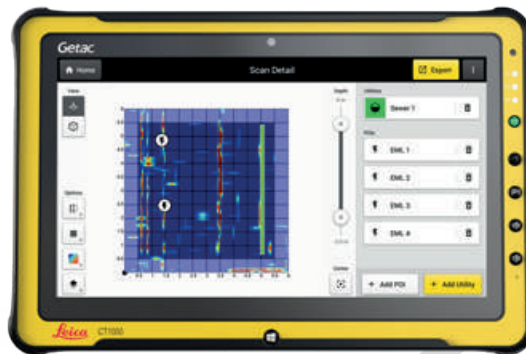 Getac
Home
Scan Detail
Export
View
Depth
Utilities
Sewer 1
POIs
EML 1
EML 2
EML 3
EML 4
Options
Center
+ Add POI
+ Add Utility
Leica CT1000